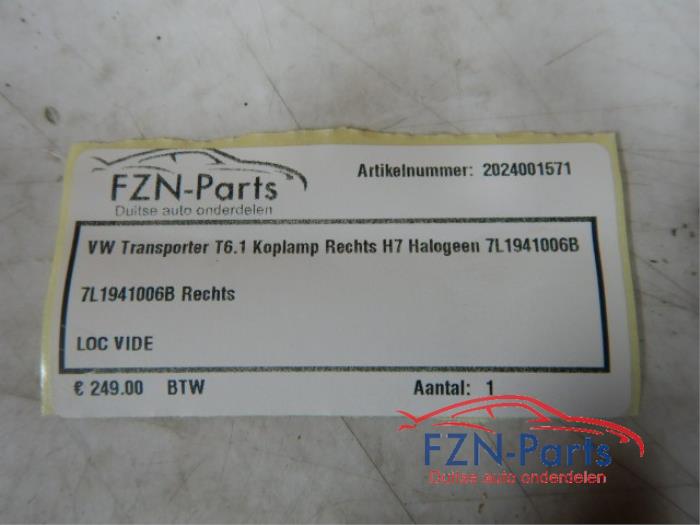 FZN-Parts
Duitse auto onderdelen
Artikelnummer: 2024001571
VW Transporter T6.1 Koplamp Rechts H7 Halogeen 7L1941006B
7L1941006B Rechts
LOC VIDE
€ 249.00 BTW Aantal: 1
FZN-Parts
Duitse auto onderdelen